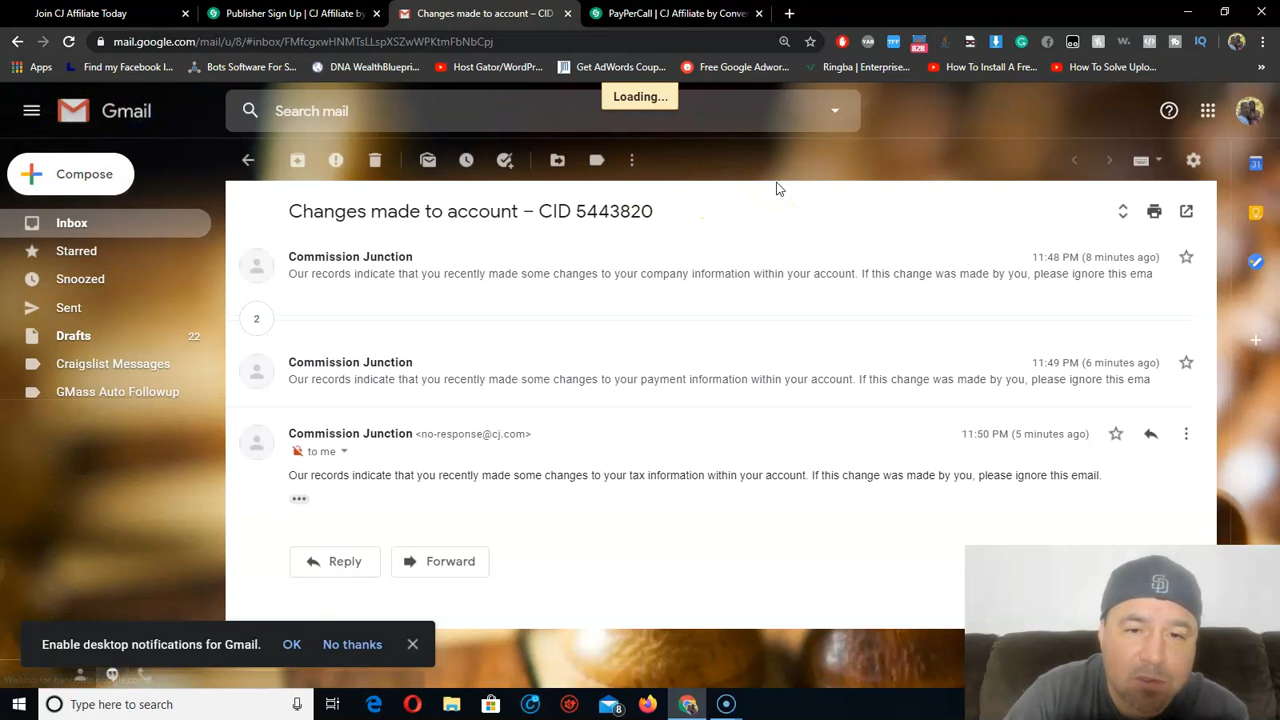 Join CJ Affiliate Today
Publisher Sign Up | CJ Affiliate by
Changes made to account – CID
PayPerCall | CJ Affiliate by Conve
mail.google.com/mail/u/8/#inbox/FMfcgxwHNMTsLLspXSZwWPKtmFbNbCpj
Apps
Find my Facebook I...
Bots Software For S...
DNA WealthBluepri...
Host Gator/WordPr...
Get AdWords Coup...
Free Google Adwor...
Ringba | Enterprise...
How To Install A Fre...
How To Solve Uplo...
Loading...
Gmail
Search mail
Compose
Inbox
Starred
Snoozed
Sent
Drafts 22
Craigslist Messages
GMass Auto Followup
Changes made to account – CID 5443820
Commission Junction 11:48 PM (8 minutes ago)
Our records indicate that you recently made some changes to your company information within your account. If this change was made by you, please ignore this ema
2
Commission Junction 11:49 PM (6 minutes ago)
Our records indicate that you recently made some changes to your payment information within your account. If this change was made by you, please ignore this ema
Commission Junction <no-response@cj.com> 11:50 PM (5 minutes ago)
to me
Our records indicate that you recently made some changes to your tax information within your account. If this change was made by you, please ignore this email.
Reply
Forward
Enable desktop notifications for Gmail. OK No thanks
Type here to search
8